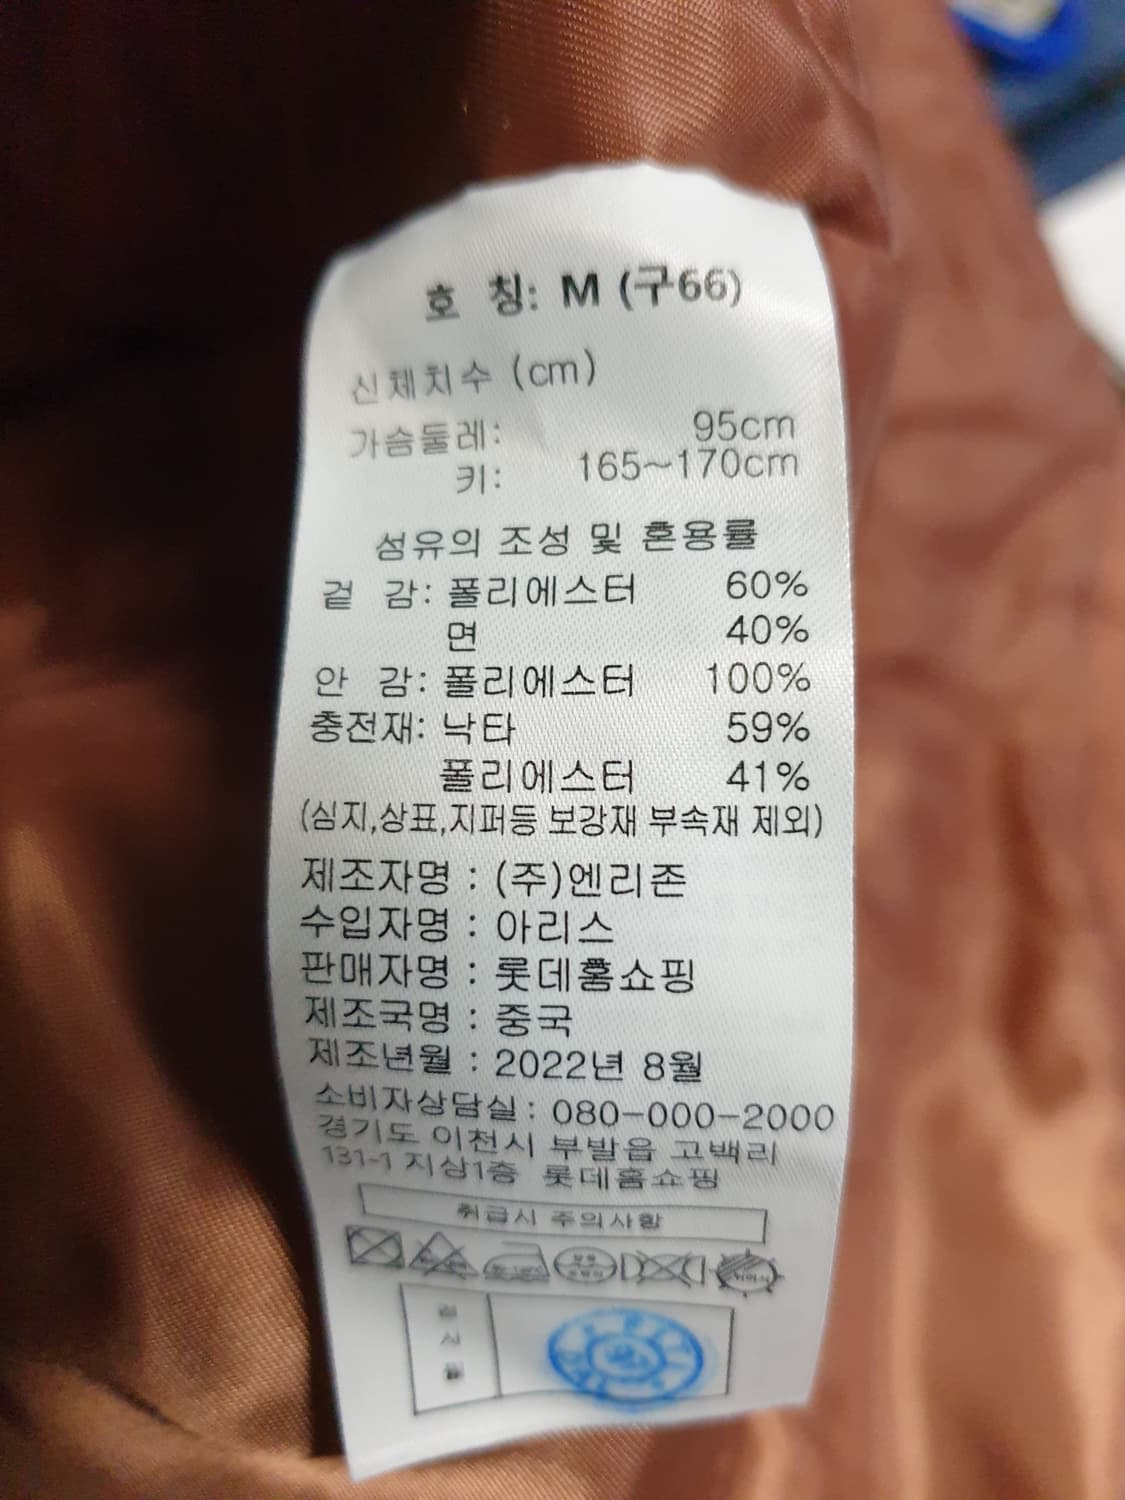 호 칭: M (구66)
신체치수 (cm)
가슴둘레: 95cm
키: 165~170cm
섬유의 조성 및 혼용률
겉 감: 폴리에스터 60%
면 40%
안 감: 폴리에스터 100%
충전재: 낙타 59%
폴리에스터 41%
(심지,상표,지퍼등 보강재 부속재 제외)
제조자명 : (주)엔리존
수입자명 : 아리스
판매자명 : 롯데홈쇼핑
제조국명 : 중국
제조년월 : 2022년 8월
소비자상담실: 080-000-2000
경기도 이천시 부발읍 고백리
131-1 지상1층 롯데홈쇼핑
취급시 주의사항